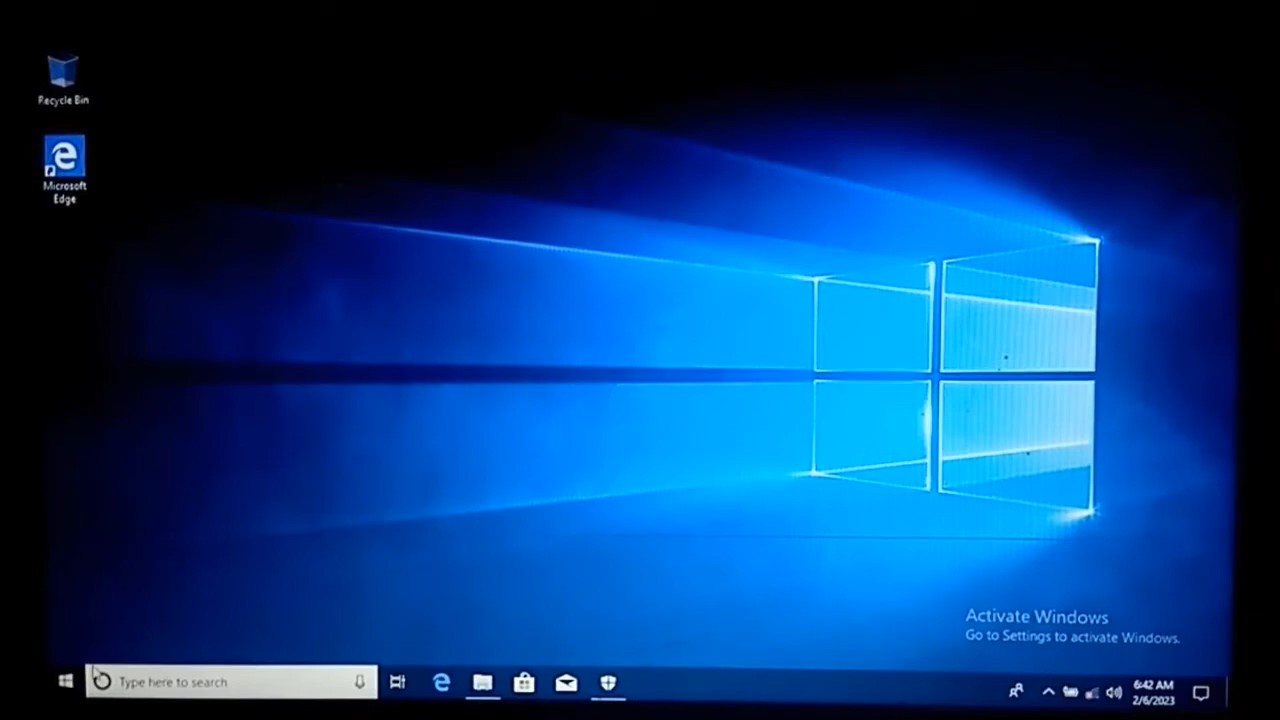 Recycle Bin
Microsoft
Edge
Activate Windows
Go to Settings to activate Windows.
Type here to search
6:42 AM
2/6/2023